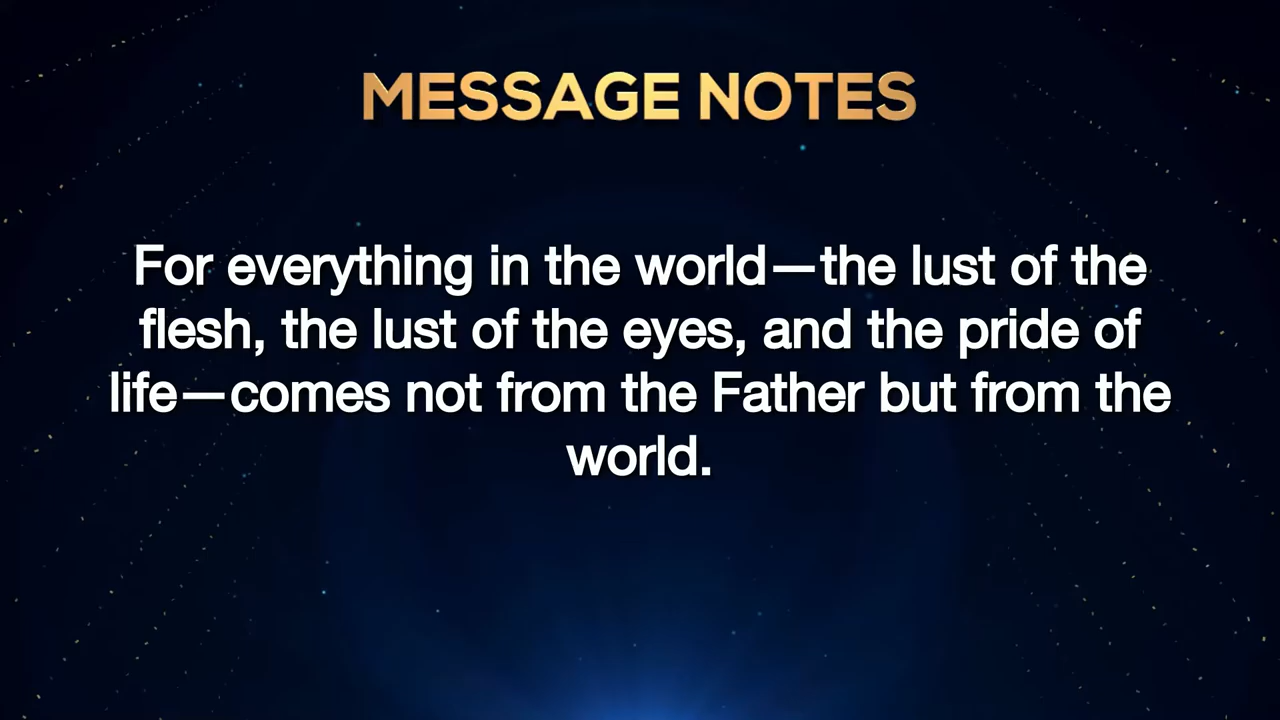 MESSAGE NOTES
For everything in the world—the lust of the
flesh, the lust of the eyes, and the pride of
life—comes not from the Father but from the
world.